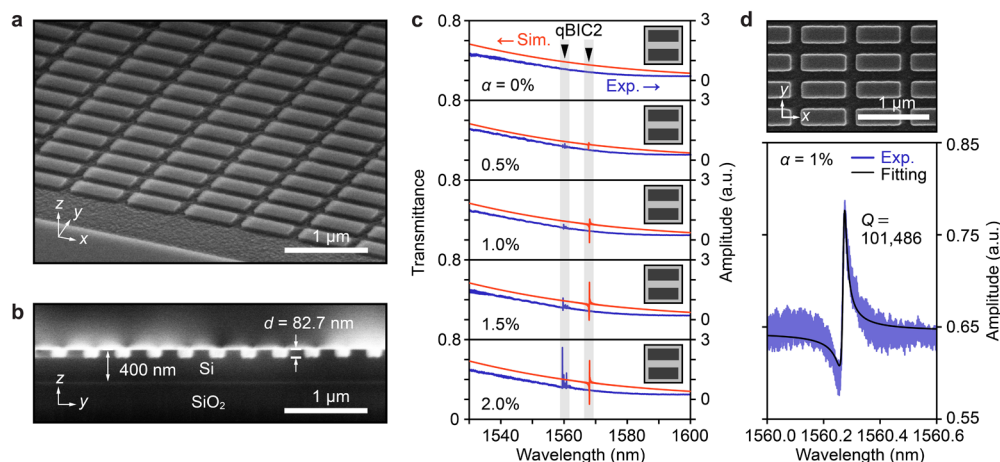 a
z
y
x
1 µm
b
d = 82.7 nm
400 nm
Si
z
y
SiO₂
1 µm
c
0.8
3
qBIC2
←Sim.
0
α = 0%
Exp.→
0.8
3
0.5%
0
0.8
3
1.0%
0
0.8
3
1.5%
0
0.8
3
2.0%
0
0
Transmittance
Amplitude (a.u.)
1540 1560 1580 1600
Wavelength (nm)
d
y
x
1 µm
0.85
α = 1%
Exp.
Fitting
Q =
101,486
0.75
0.65
0.55
Amplitude (a.u.)
1560.0 1560.2 1560.4 1560.6
Wavelength (nm)